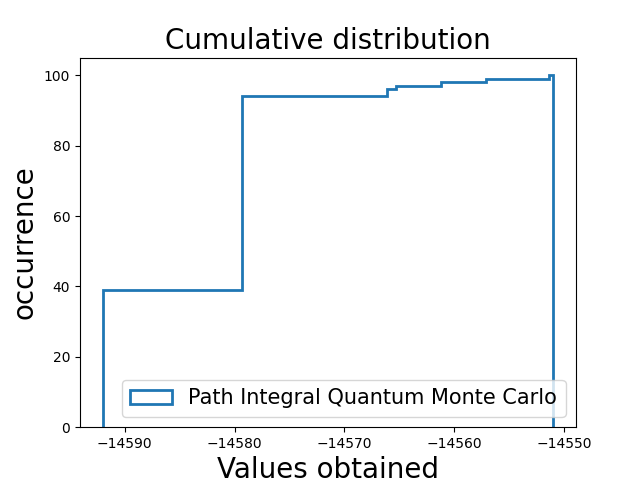 Cumulative distribution
100
80
60
40
20
0
occurrence
Path Integral Quantum Monte Carlo
−14590 −14580 −14570 −14560 −14550
Values obtained